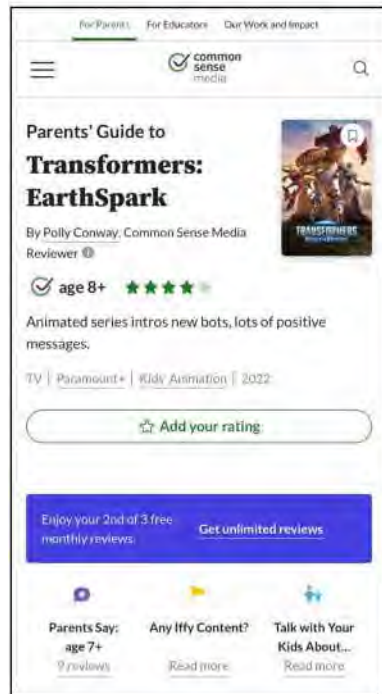 For Parents For Educators Our Work and Impact
common
sense
media
Parents' Guide to
Transformers:
EarthSpark
By Polly Conway, Common Sense Media
Reviewer
age 8+
Animated series intros new bots, lots of positive
messages.
TV | Paramount+ | Kids Animation | 2022
TRANSFORMERS
Add your rating
Enjoy your 2nd of 3 free
monthly reviews.
Get unlimited reviews
Parents Say:
age 7+
9 reviews
Any Iffy Content?
Read more
Talk with Your
Kids About...
Read more